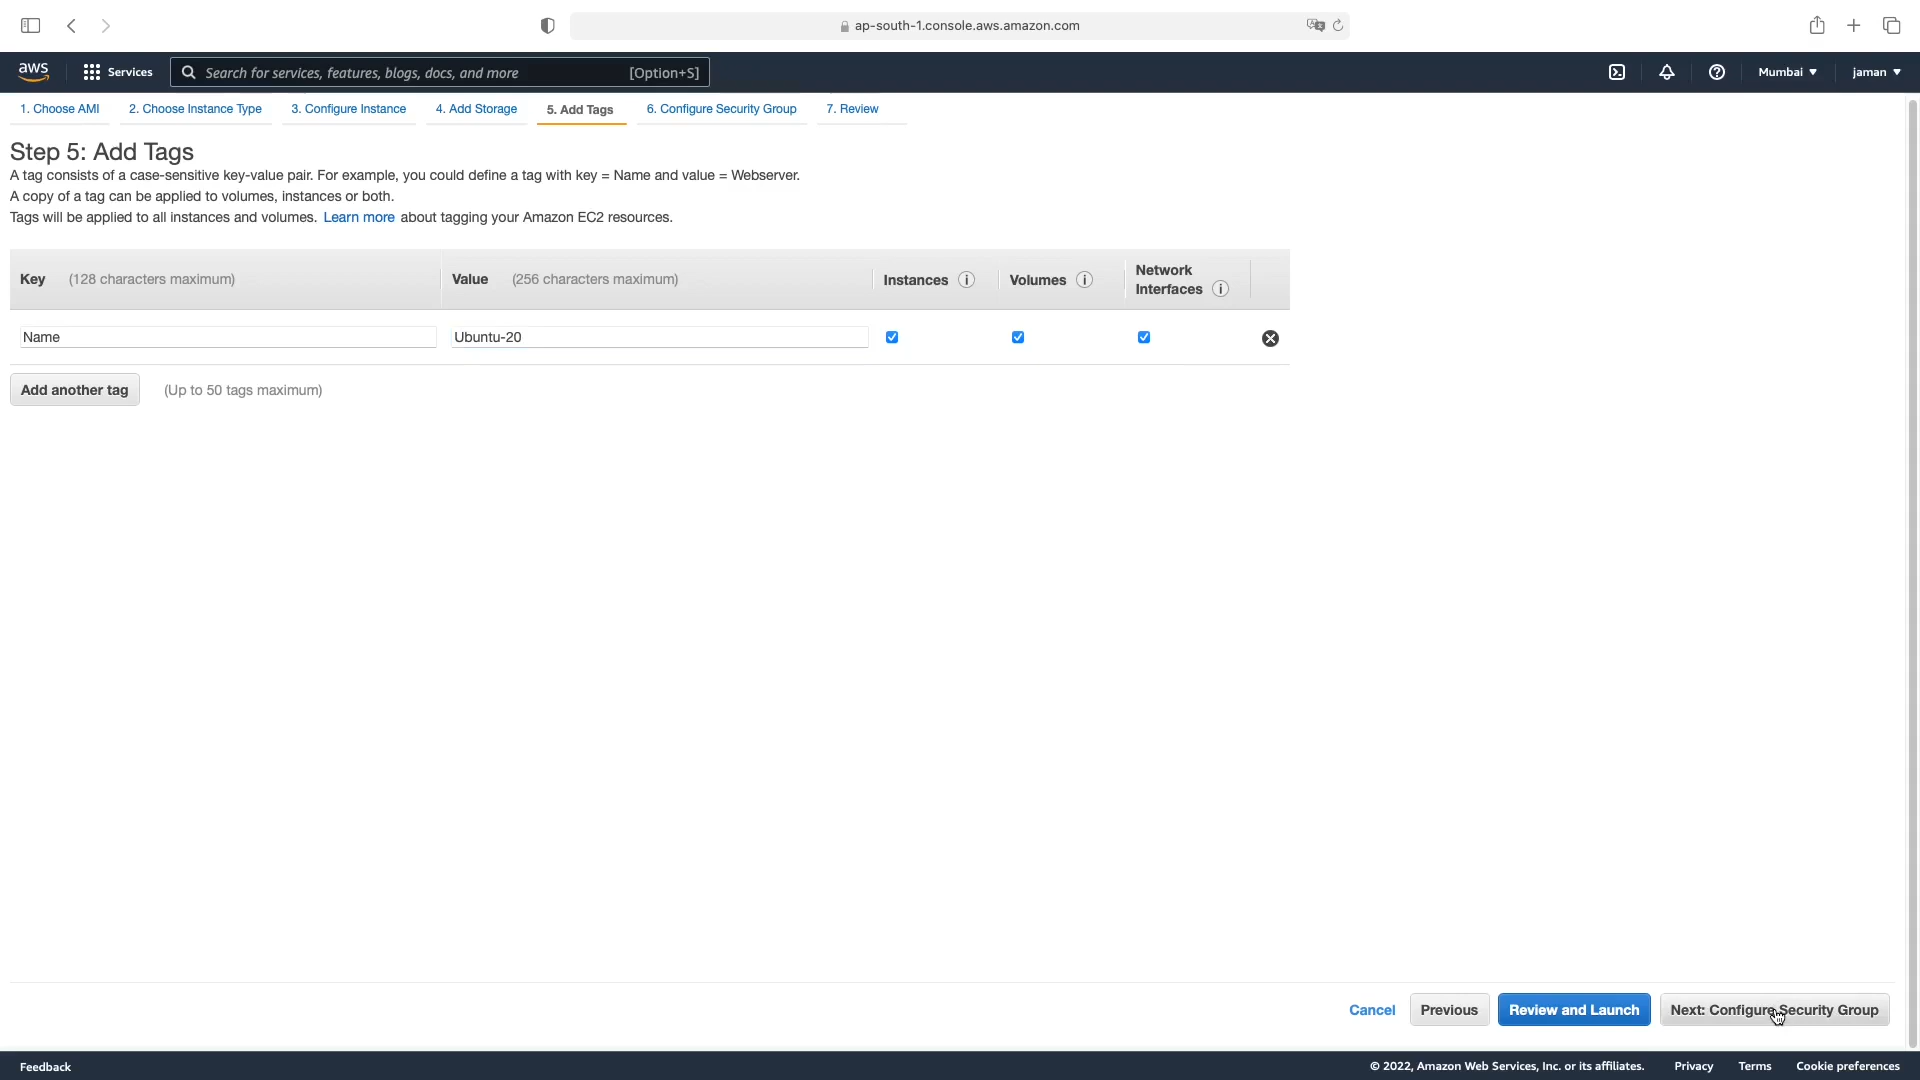 ap-south-1.console.aws.amazon.com
aws
Services
Search for services, features, blogs, docs, and more
[Option+S]
Mumbai
jaman
1. Choose AMI
2. Choose Instance Type
3. Configure Instance
4. Add Storage
5. Add Tags
6. Configure Security Group
7. Review
Step 5: Add Tags
A tag consists of a case-sensitive key-value pair. For example, you could define a tag with key = Name and value = Webserver.
A copy of a tag can be applied to volumes, instances or both.
Tags will be applied to all instances and volumes. Learn more about tagging your Amazon EC2 resources.
Key (128 characters maximum)
Value (256 characters maximum)
Instances
Volumes
Network
Interfaces
Name
Ubuntu-20
Add another tag
(Up to 50 tags maximum)
Cancel
Previous
Review and Launch
Next: Configure Security Group
Feedback
© 2022, Amazon Web Services, Inc. or its affiliates.
Privacy
Terms
Cookie preferences